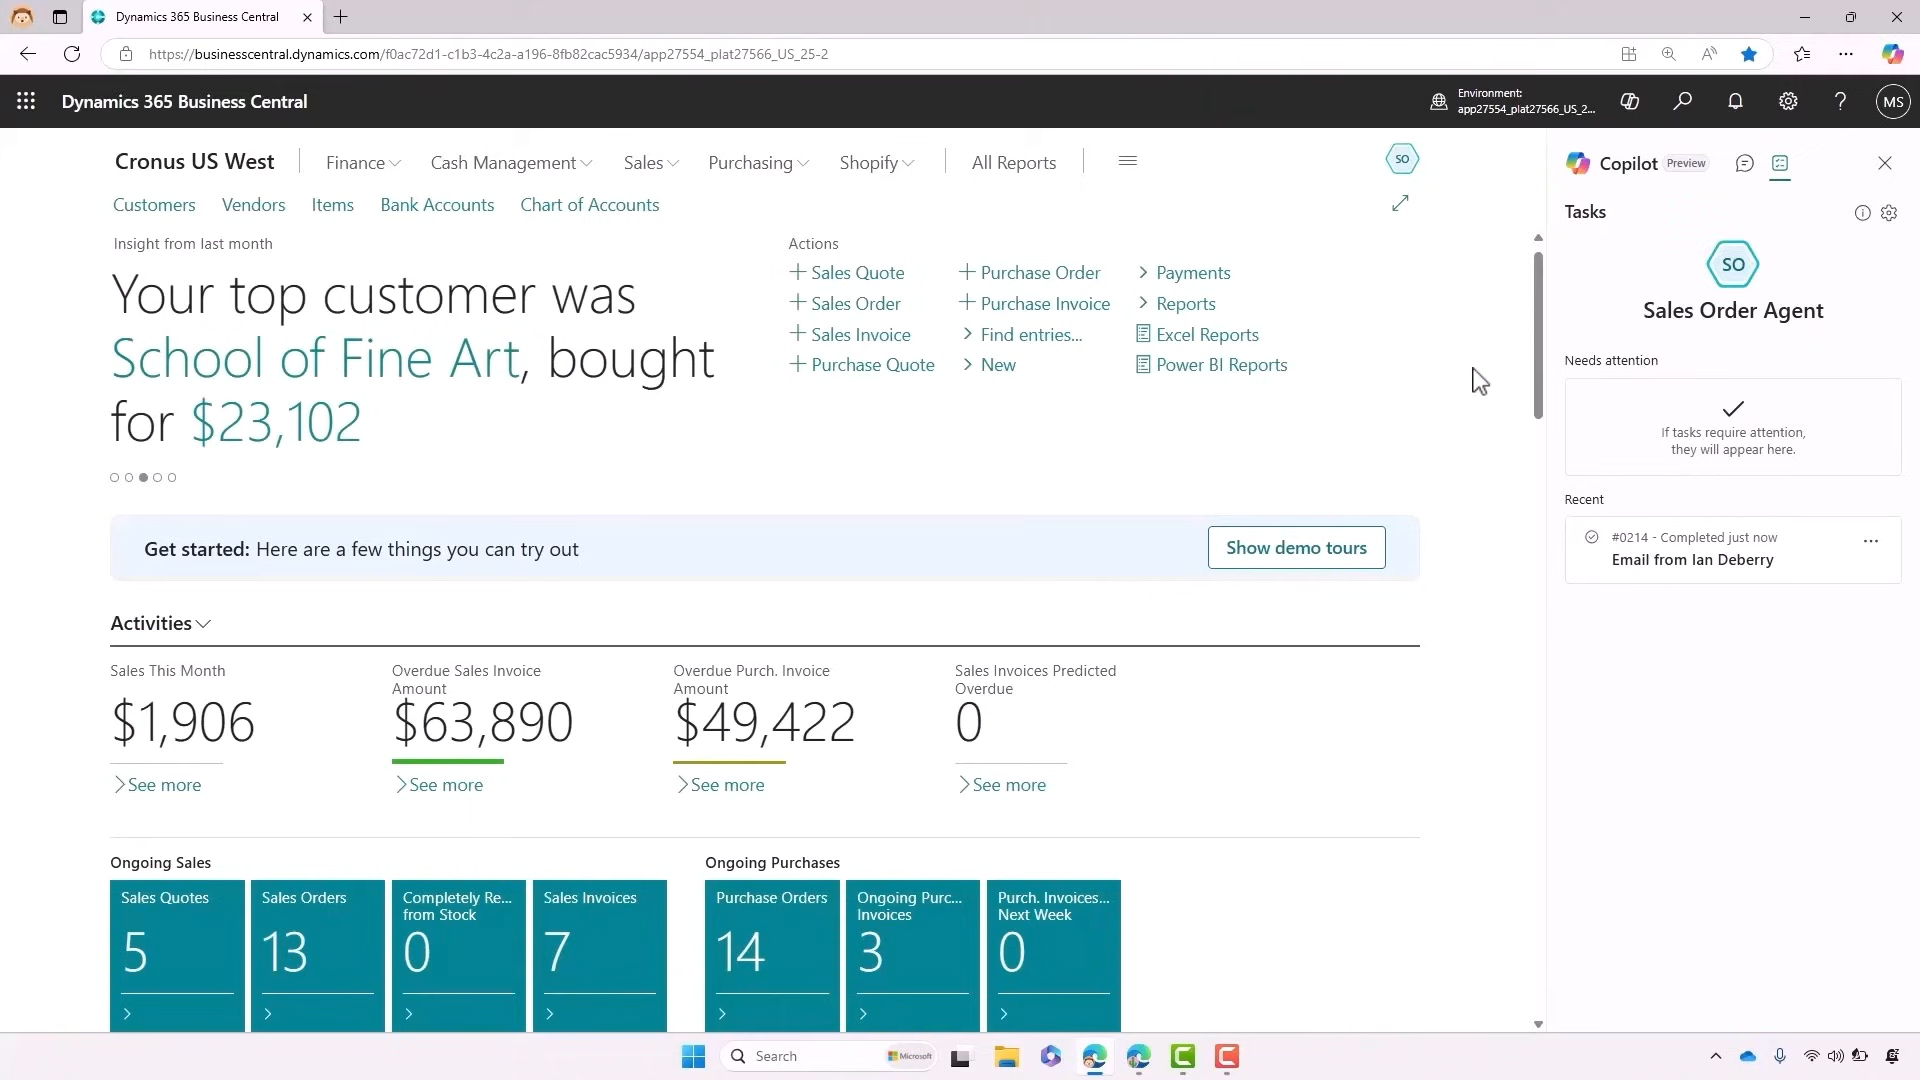 Dynamics 365 Business Central
https://businesscentral.dynamics.com/f0ac72d1-c1b3-4c2a-a196-8fb82cac5934/app27554_plat27566_US_25-2
Dynamics 365 Business Central
Environment:
app27554_plat27566_US_2...
MS
Cronus US West
Finance
Cash Management
Sales
Purchasing
Shopify
All Reports
SO
Customers
Vendors
Items
Bank Accounts
Chart of Accounts
Insight from last month
Your top customer was
School of Fine Art, bought
for $23,102
Actions
Sales Quote
Sales Order
Sales Invoice
Purchase Quote
Purchase Order
Purchase Invoice
Find entries...
New
Payments
Reports
Excel Reports
Power BI Reports
Get started: Here are a few things you can try out
Show demo tours
Activities
Sales This Month
$1,906
See more
Overdue Sales Invoice
Amount
$63,890
See more
Overdue Purch. Invoice
Amount
$49,422
See more
Sales Invoices Predicted
Overdue
0
See more
Ongoing Sales
Sales Quotes
5
Sales Orders
13
Completely Re...
from Stock
0
Sales Invoices
7
Ongoing Purchases
Purchase Orders
14
Ongoing Purc...
Invoices
3
Purch. Invoices...
Next Week
0
Copilot
Preview
Tasks
SO
Sales Order Agent
Needs attention
If tasks require attention,
they will appear here.
Recent
#0214 - Completed just now
Email from Ian Deberry
Search
Microsoft